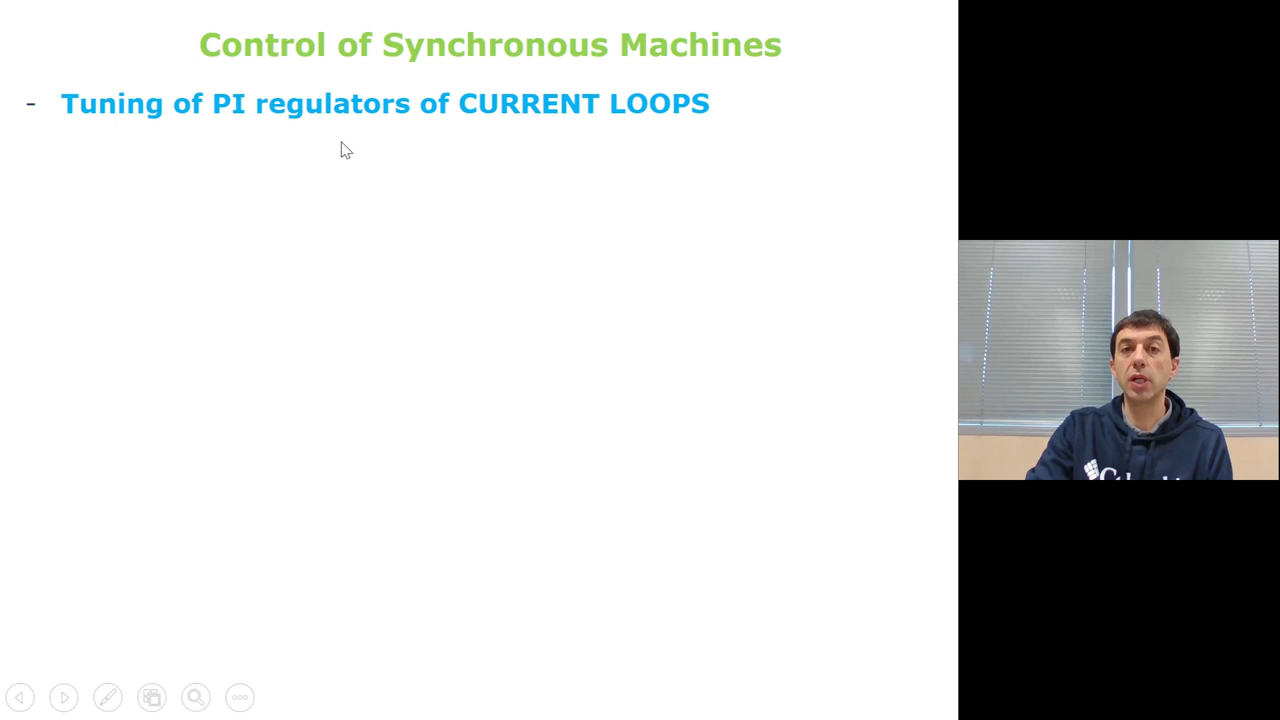 Control of Synchronous Machines
- Tuning of PI regulators of CURRENT LOOPS